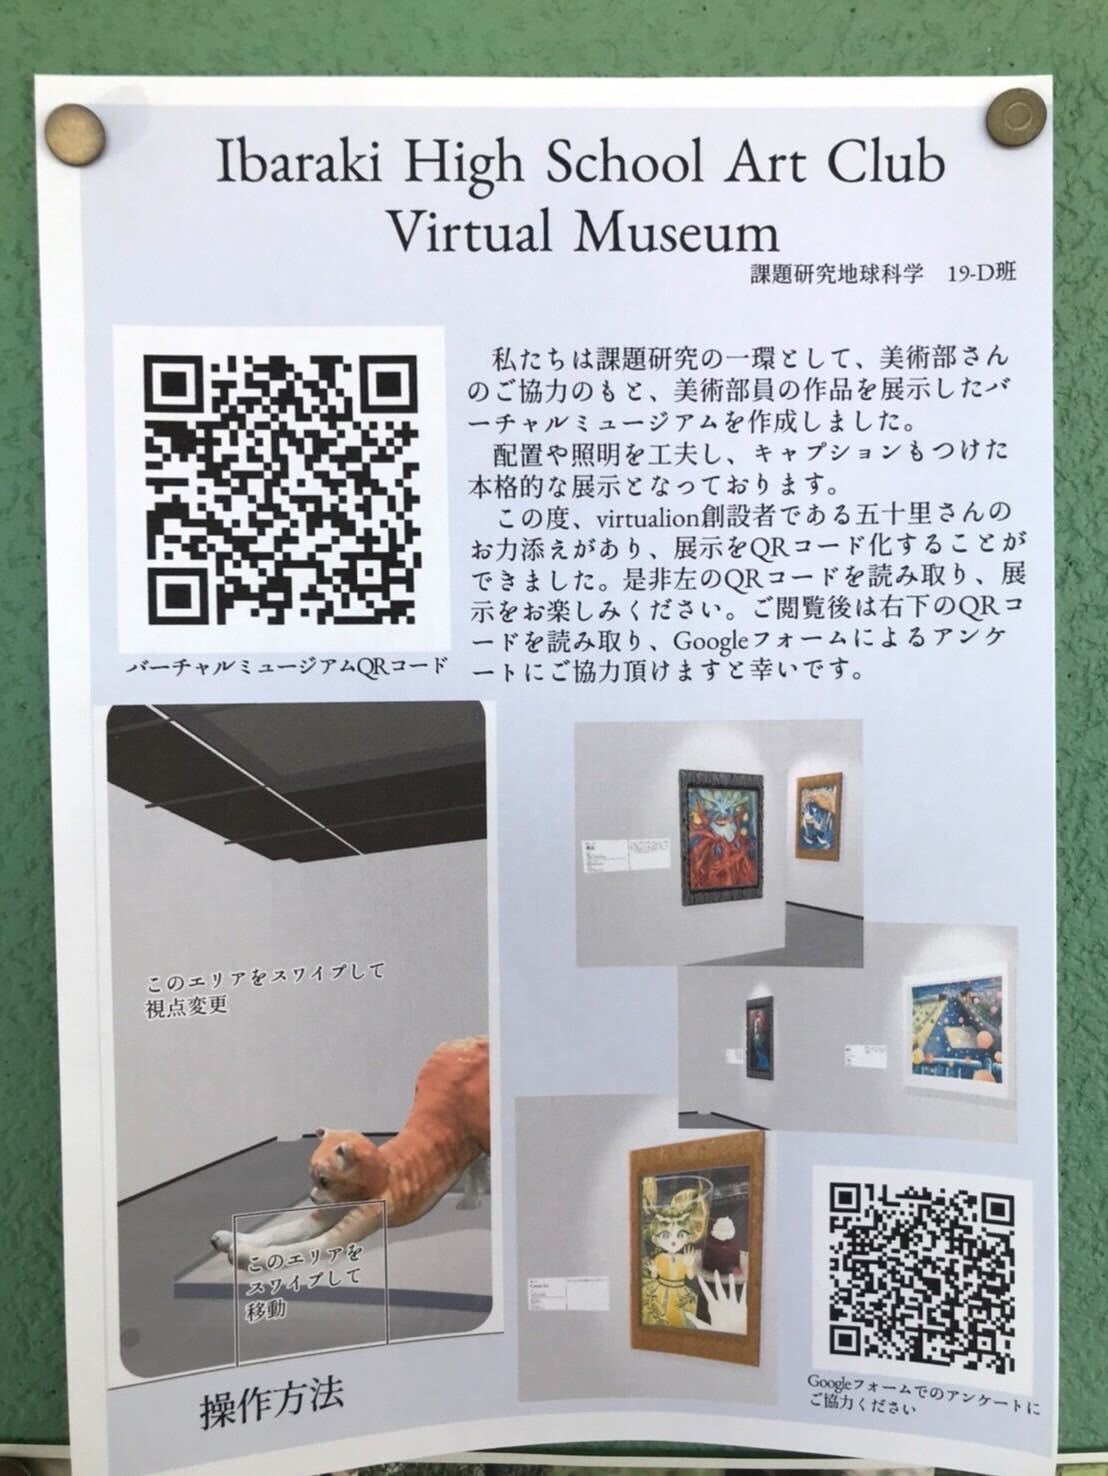 Ibaraki High School Art Club
Virtual Museum
課題研究地球科学　19-D班
私たちは課題研究の一環として、美術部さん
のご協力のもと、美術部員の作品を展示したバ
ーチャルミュージアムを作成しました。
配置や照明を工夫し、キャプションもつけた
本格的な展示となっております。
この度、virtualion創設者である五十里さんの
お力添えがあり、展示をQRコード化することが
できました。是非左のQRコードを読み取り、展
示をお楽しみください。ご閲覧後は右下のQRコ
ードを読み取り、Googleフォームによるアンケ
ートにご協力頂けますと幸いです。
バーチャルミュージアムQRコード
このエリアをスワイプして
視点変更
このエリアを
スワイプして
移動
操作方法
Googleフォームでのアンケートに
ご協力ください